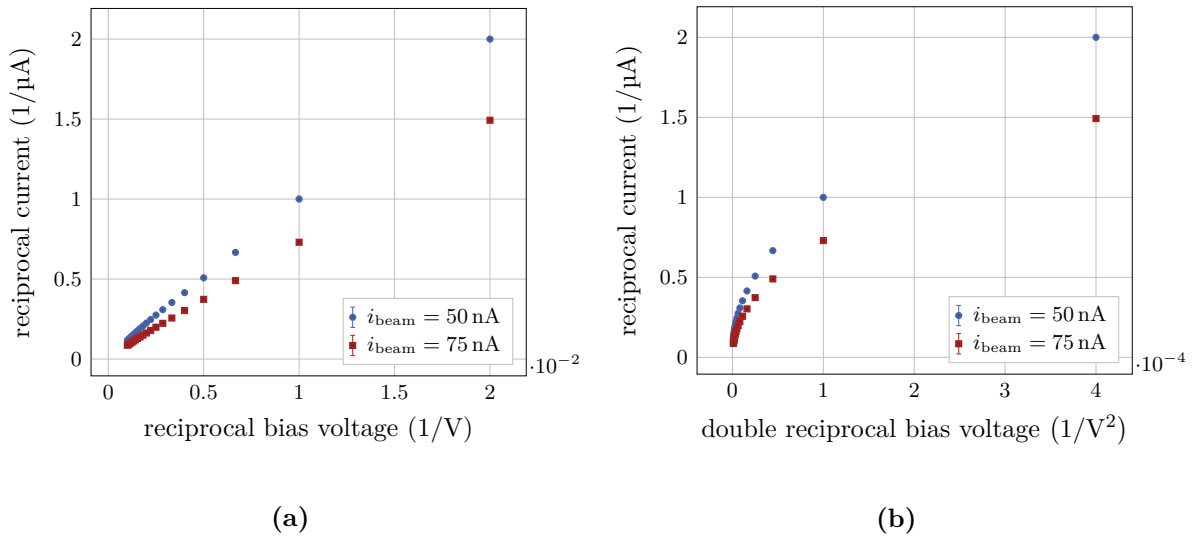 reciprocal current (1/µA)
2
1.5
1
0.5
0
0
0.5
1
1.5
2
·10⁻²
reciprocal bias voltage (1/V)
i_beam = 50 nA
i_beam = 75 nA
(a)
reciprocal current (1/µA)
2
1.5
1
0.5
0
0
1
2
3
4
·10⁻⁴
double reciprocal bias voltage (1/V²)
i_beam = 50 nA
i_beam = 75 nA
(b)